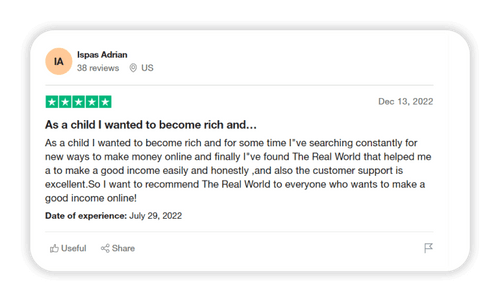 IA
Ispas Adrian
38 reviews US
Dec 13, 2022
As a child I wanted to become rich and…
As a child I wanted to become rich and for some time I"ve searching constantly for
new ways to make money online and finally I"ve found The Real World that helped me
a to make a good income easily and honestly ,and also the customer support is
excellent.So I want to recommend The Real World to everyone who wants to make a
good income online!
Date of experience: July 29, 2022
Useful Share